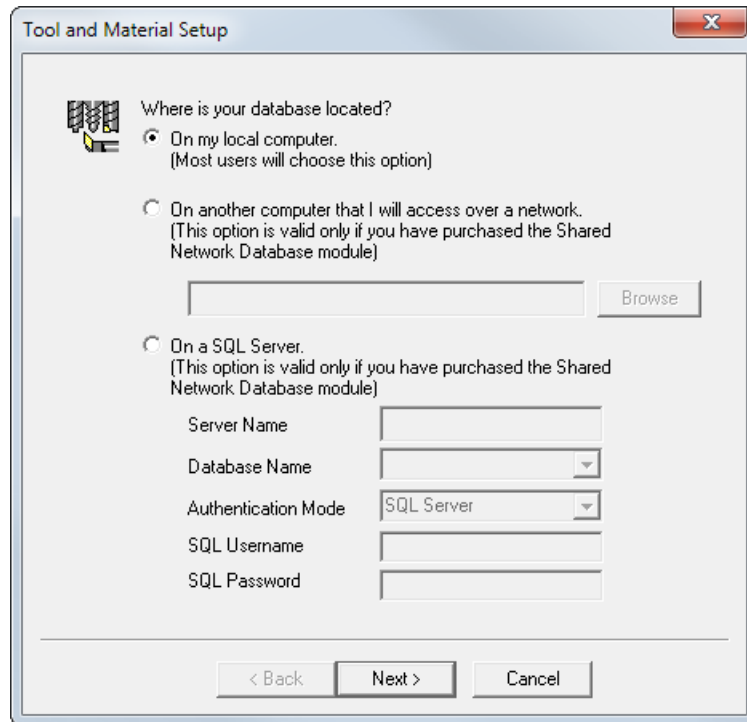 Tool and Material Setup
Where is your database located?
On my local computer.
(Most users will choose this option)
On another computer that I will access over a network.
(This option is valid only if you have purchased the Shared
Network Database module)
Browse
On a SQL Server.
(This option is valid only if you have purchased the Shared
Network Database module)
Server Name
Database Name
Authentication Mode SQL Server
SQL Username
SQL Password
< Back Next > Cancel